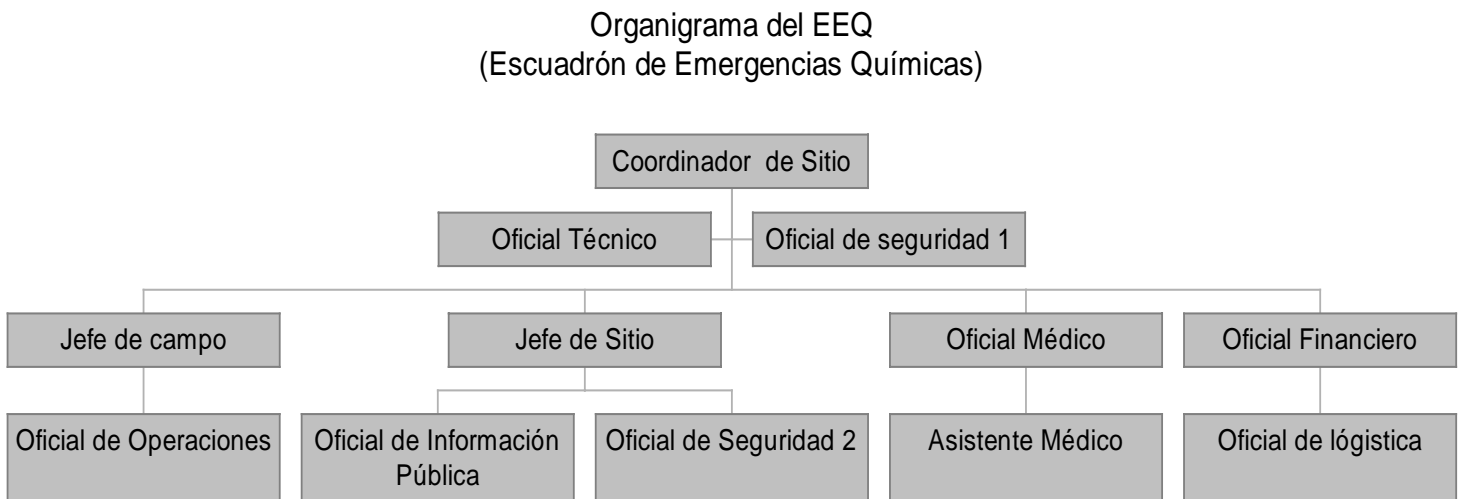 Organigrama del EEQ
(Escuadrón de Emergencias Químicas)
Coordinador de Sitio
Oficial Técnico
Oficial de seguridad 1
Jefe de campo
Jefe de Sitio
Oficial Médico
Oficial Financiero
Oficial de Operaciones
Oficial de Información
Pública
Oficial de Seguridad 2
Asistente Médico
Oficial de lógistica